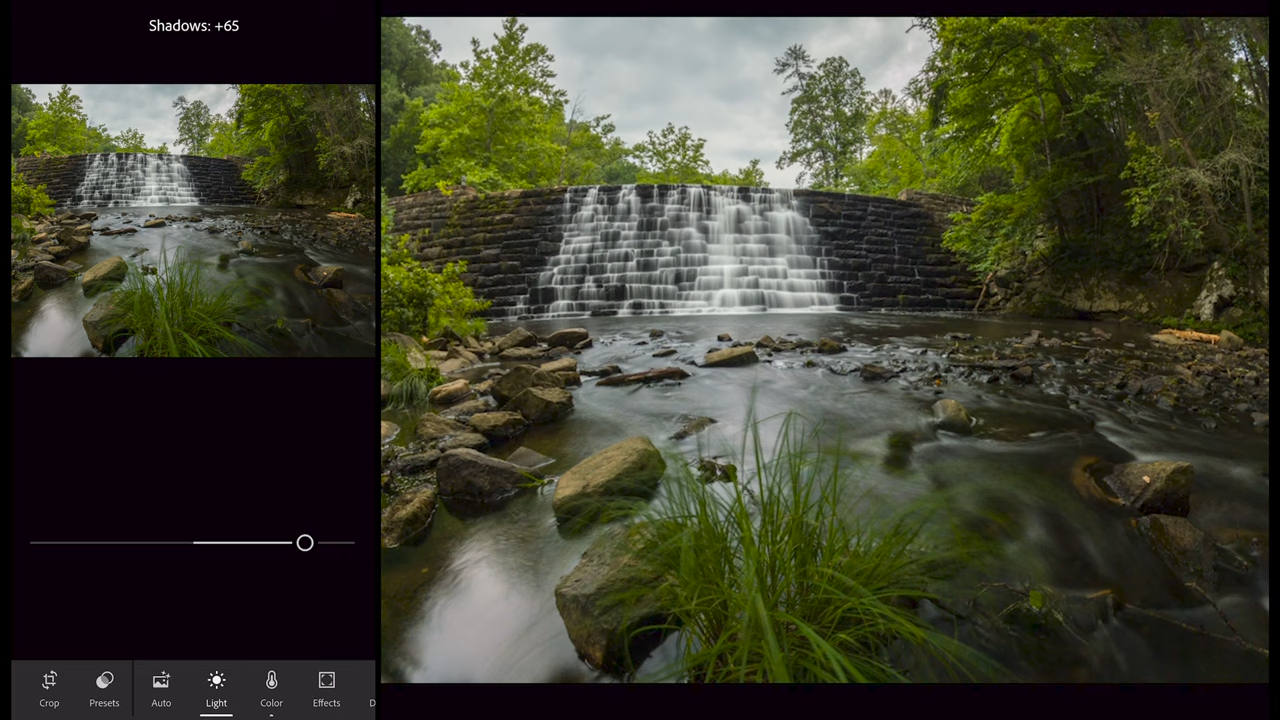 Shadows: +65
Crop
Presets
Auto
Light
Color
Effects
D